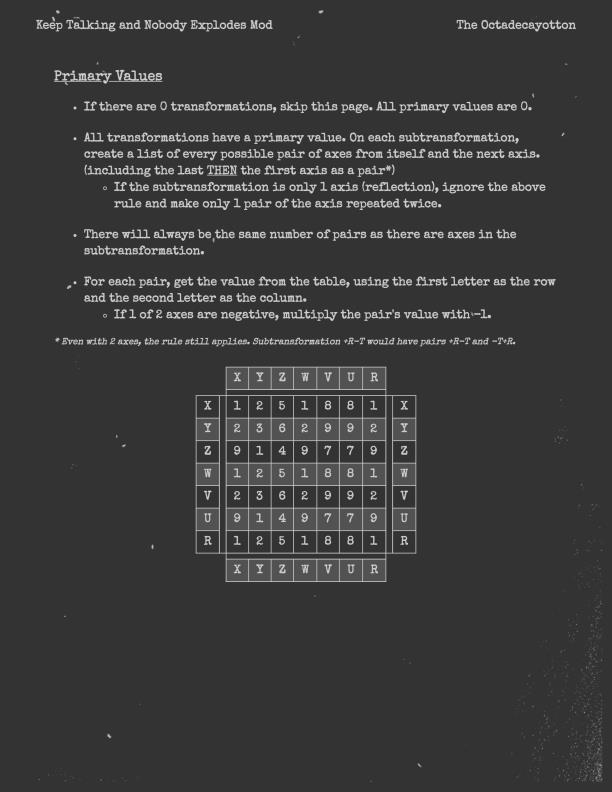 Keep Talking and Nobody Explodes Mod
The Octadecayotton
Primary Values
• If there are 0 transformations, skip this page. All primary values are 0.
• All transformations have a primary value. On each subtransformation,
create a list of every possible pair of axes from itself and the next axis.
(including the last THEN the first axis as a pair*)
◦ If the subtransformation is only 1 axis (reflection), ignore the above
rule and make only 1 pair of the axis repeated twice.
• There will always be the same number of pairs as there are axes in the
subtransformation.
• For each pair, get the value from the table, using the first letter as the row
and the second letter as the column.
◦ If 1 of 2 axes are negative, multiply the pair's value with -1.
* Even with 2 axes, the rule still applies. Subtransformation +R-T would have pairs +R-T and -T+R.
X Y Z W V U R
X 1 2 5 1 8 8 1 X
Y 2 3 6 2 9 9 2 Y
Z 9 1 4 9 7 7 9 Z
W 1 2 5 1 8 8 1 W
V 2 3 6 2 9 9 2 V
U 9 1 4 9 7 7 9 U
R 1 2 5 1 8 8 1 R
X Y Z W V U R